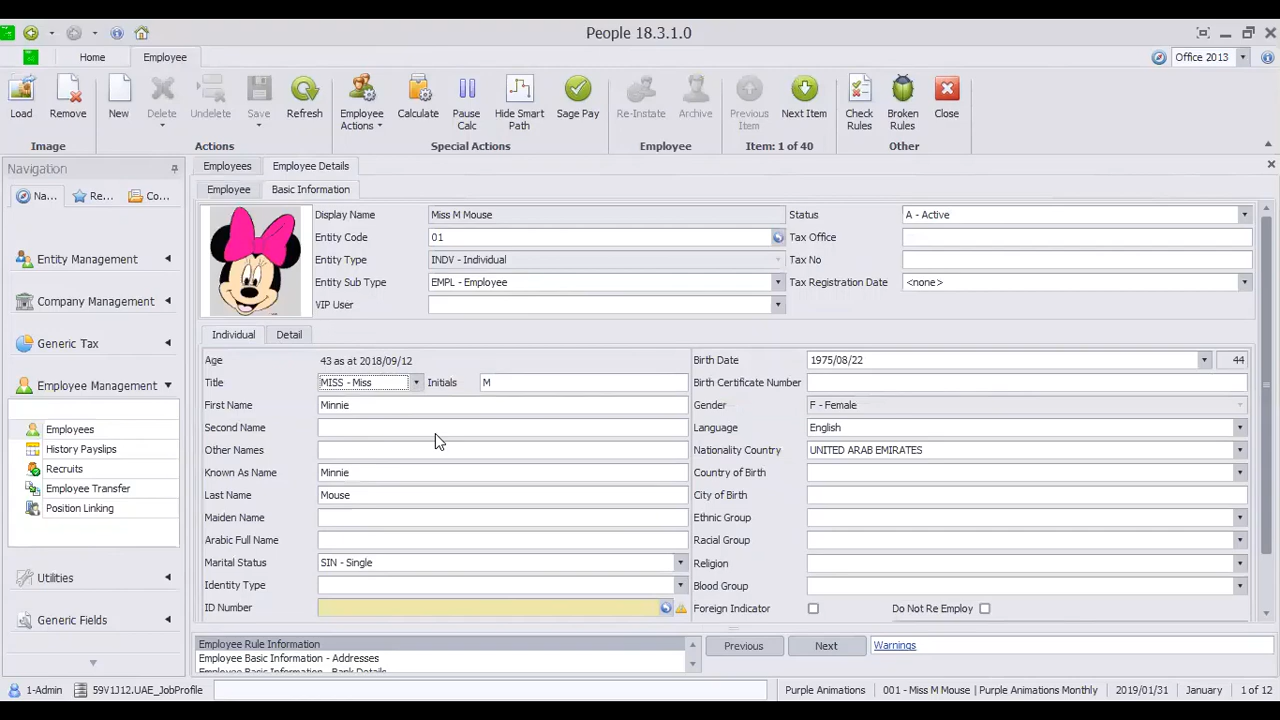 People 18.3.1.0
Home Employee Office 2013
Load Remove New Delete Undelete Save Refresh Employee Actions Calculate Pause Calc Hide Smart Path Sage Pay Re-Instate Archive Previous Item Next Item Check Rules Broken Rules Close
Image Actions Special Actions Employee Item: 1 of 40 Other
Navigation
Na... Re... Co...
Entity Management
Company Management
Generic Tax
Employee Management
Employees
History Payslips
Recruits
Employee Transfer
Position Linking
Utilities
Generic Fields
Employees Employee Details
Employee Basic Information
Display Name Miss M Mouse Status A - Active
Entity Code 01 Tax Office
Entity Type INDV - Individual Tax No
Entity Sub Type EMPL - Employee Tax Registration Date <none>
VIP User
Individual Detail
Age 43 as at 2018/09/12 Birth Date 1975/08/22 44
Title MISS - Miss Initials M Birth Certificate Number
First Name Minnie Gender F - Female
Second Name Language English
Other Names Nationality Country UNITED ARAB EMIRATES
Known As Name Minnie Country of Birth
Last Name Mouse City of Birth
Maiden Name Ethnic Group
Arabic Full Name Racial Group
Marital Status SIN - Single Religion
Identity Type Blood Group
ID Number Foreign Indicator Do Not Re Employ
Employee Rule Information Previous Next Warnings
Employee Basic Information - Addresses
Employee Basic Information - Bank Details
1-Admin 59V1J12.UAE_JobProfile Purple Animations 001 - Miss M Mouse | Purple Animations Monthly 2019/01/31 January 1 of 12